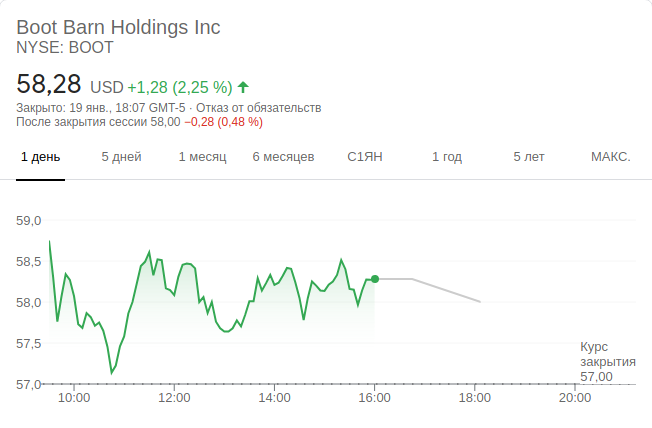 Boot Barn Holdings Inc
NYSE: BOOT
58,28 USD +1,28 (2,25 %)
Закрыто: 19 янв., 18:07 GMT-5 · Отказ от обязательств
После закрытия сессии 58,00 −0,28 (0,48 %)
1 день 5 дней 1 месяц 6 месяцев С1ЯН 1 год 5 лет МАКС.
59,0
58,5
58,0
57,5
57,0
Курс
закрытия
57,00
10:00 12:00 14:00 16:00 18:00 20:00